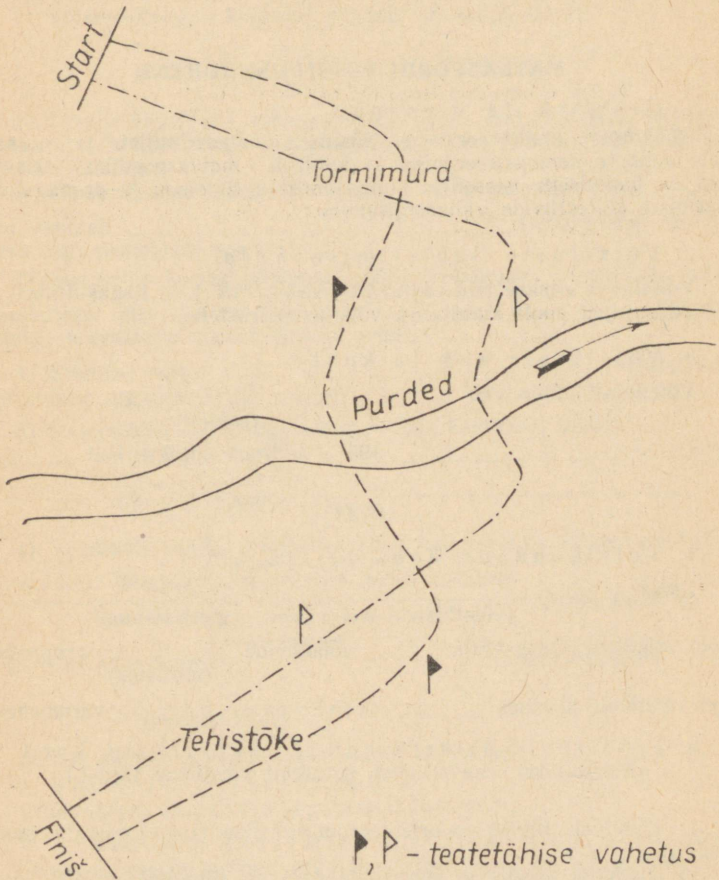 Start
Tormimurd
Purded
Tehistõke
Finiš
, - teatetähise vahetus